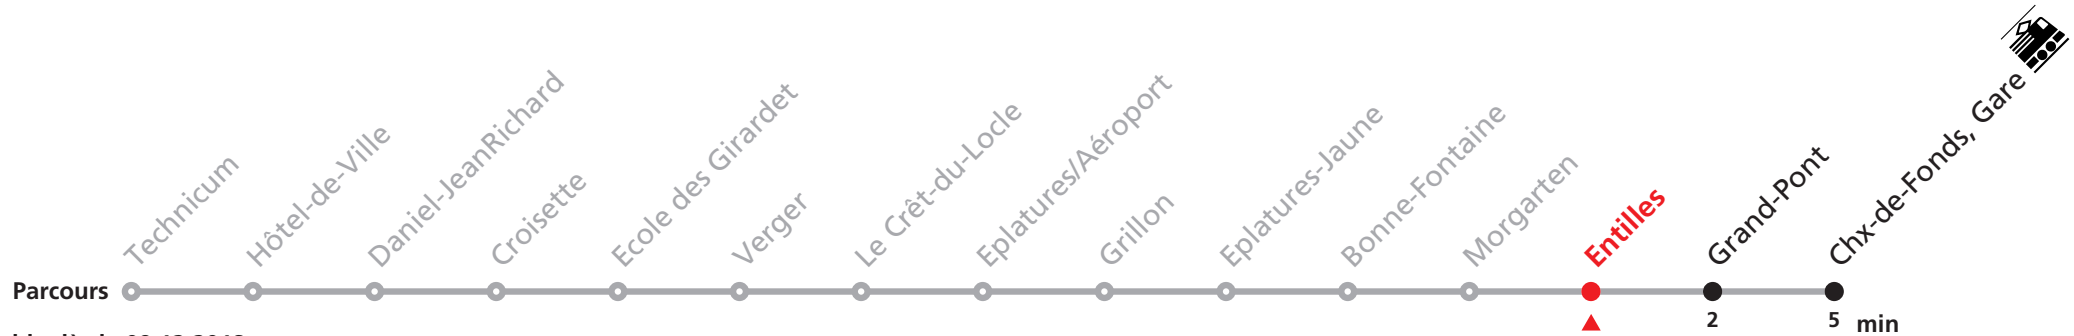 Technicum
Hôtel-de-Ville
Daniel-JeanRichard
Croisette
Ecole des Girardet
Verger
Le Crêt-du-Locle
Eplatures/Aéroport
Grillon
Eplatures-Jaune
Bonne-Fontaine
Morgarten
Entilles
Grand-Pont
Chx-de-Fonds, Gare
Parcours
2
5 min